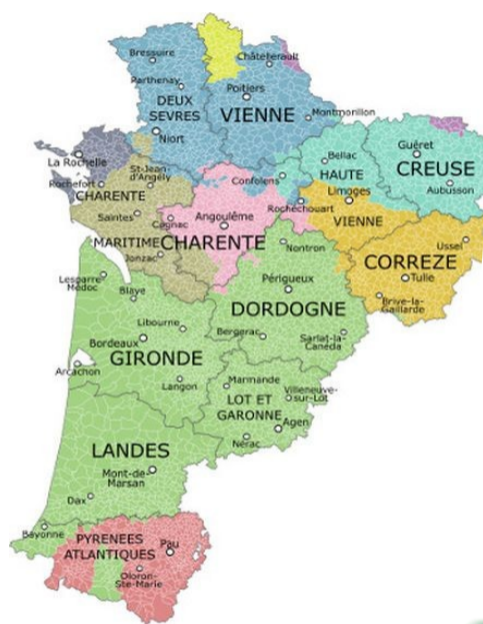 Bressuire
Châtellerault
Parthenay
Poitiers
DEUX
SEVRES
VIENNE
Montmorillon
Niort
La Rochelle
Bellac
Guéret
St-Jean-
d'Angély
Confolens
HAUTE
CREUSE
Rochefort
CHARENTE
Limoges
Aubusson
Saintes
Cognac
Angoulême
Rochechouart
VIENNE
MARITIME
CHARENTE
Ussel
Jonzac
Nontron
CORREZE
Tulle
Lesparre
Médoc
Blaye
Périgueux
Brive-la-
Gaillarde
DORDOGNE
Libourne
Bergerac
Sarlat-la-
Canéda
Bordeaux
GIRONDE
Arcachon
Langon
Marmande
Villeneuve-
sur-Lot
LOT ET
GARONNE
Agen
Nérac
LANDES
Mont-de-
Marsan
Dax
Bayonne
PYRENEES
ATLANTIQUES
Pau
Oloron-
Ste-Marie